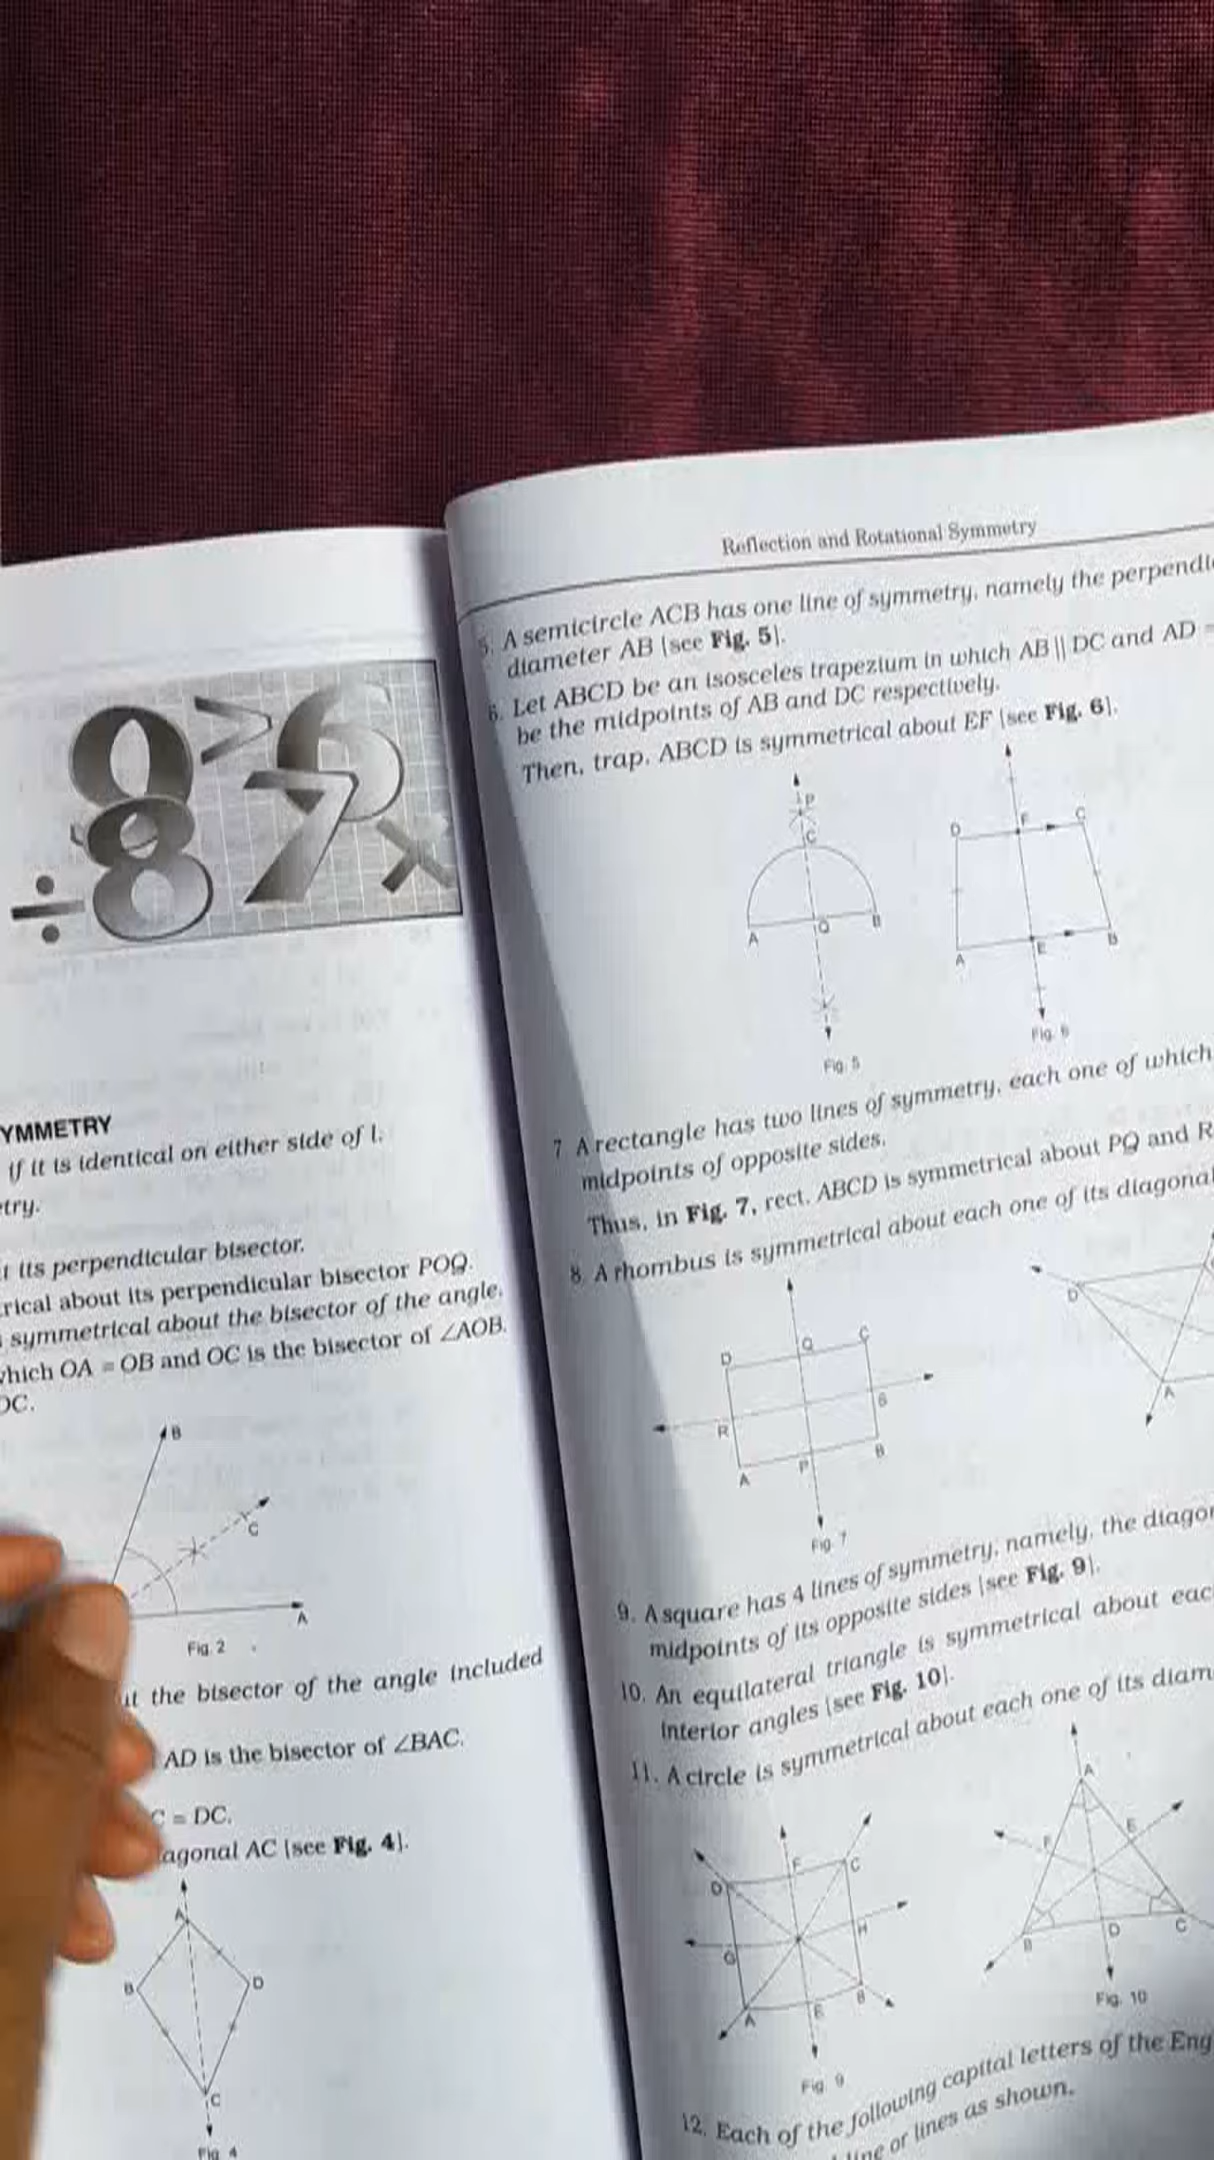 YMMETRY
if it is identical on either side of l.
etry.
its perpendicular bisector.
rical about its perpendicular bisector POQ.
symmetrical about the bisector of the angle.
which OA = OB and OC is the bisector of ∠AOB.
OC.
B
C
A
Fig. 2
the bisector of the angle included
AD is the bisector of ∠BAC.
C = DC.
agonal AC [see Fig. 4].
A
B
D
C
Fig. 4
Reflection and Rotational Symmetry
5. A semicircle ACB has one line of symmetry, namely the
diameter AB [see Fig. 5].
6. Let ABCD be an isosceles trapezium in which AB || DC and AD =
be the midpoints of AB and DC respectively.
Then, trap. ABCD is symmetrical about EF [see Fig. 6].
P
C
D F C
A O B
A E B
Fig. 5
Fig. 6
7 A rectangle has two lines of symmetry, each one of which
midpoints of opposite sides.
Thus, in Fig. 7, rect. ABCD is symmetrical about PQ and R
8. A rhombus is symmetrical about each one of its
D Q C
D
R S
A
A P B
Fig. 7
9. A square has 4 lines of symmetry, namely, the
midpoints of its opposite sides [see Fig. 9].
10. An equilateral triangle is symmetrical about
interior angles [see Fig. 10].
11. A circle is symmetrical about each one of its
D F C
G H
A E B
Fig. 9
A
F E
B D C
Fig. 10
12. Each of the following capital letters of the
line or lines as shown.